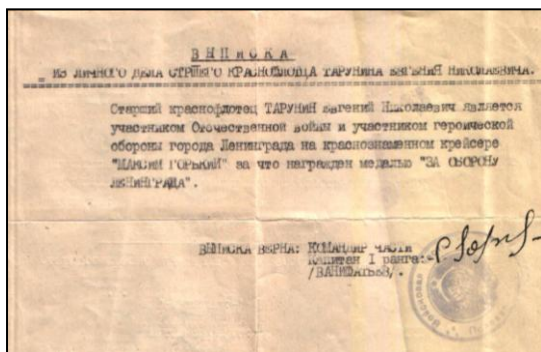 ВЫПИСКА
ИЗ ЛИЧНОГО ДЕЛА СТРШЕГО КРАСНОФЛОТЦА ТАРУНИНА ЕВГЕНИЯ НИКОЛАЕВИЧА.
Старший краснофлотец ТАРУНИН Евгений Николаевич является
участником Отечественной войны и участником героической
обороны города Ленинграда на краснознаменном крейсере
"МАКСИМ ГОРЬКИЙ" за что награжден медалью "ЗА ОБОРОНУ
ЛЕНИНГРАДА".
ВЫПИСКА ВЕРНА: КОМАНДИР ЧАСТИ
Капитан I ранга:-